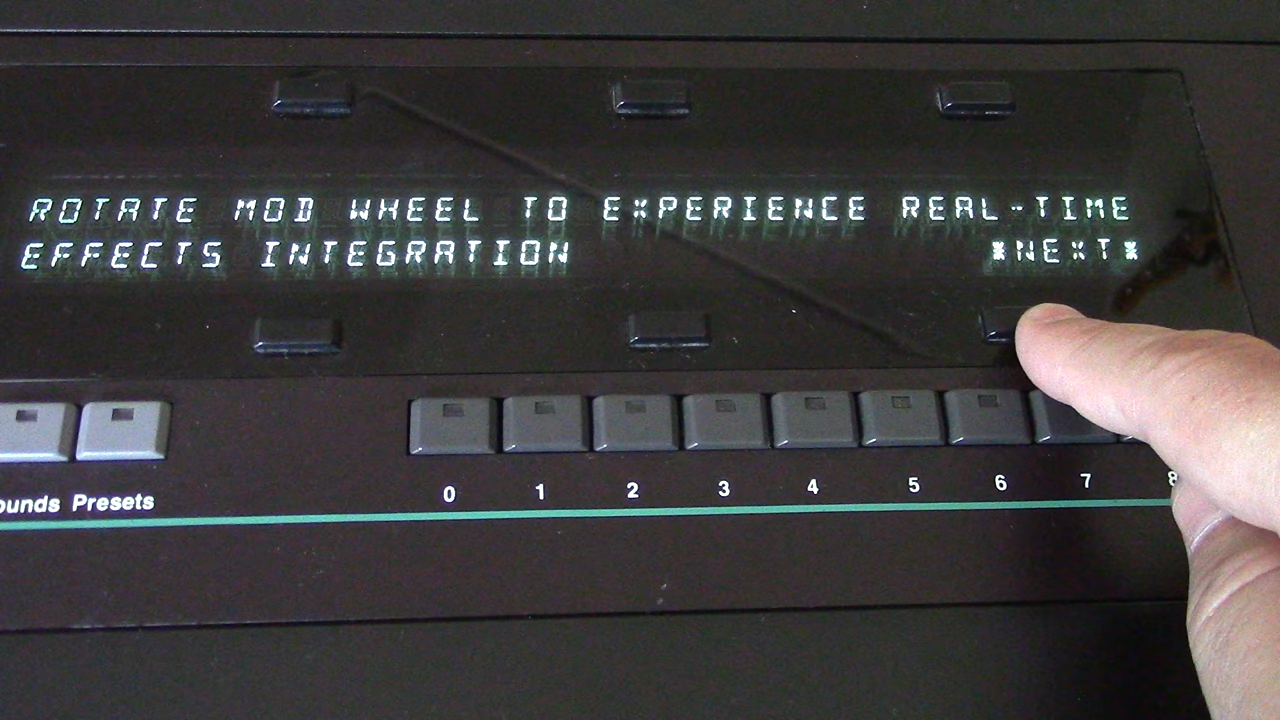 ROTATE MOD WHEEL TO EXPERIENCE REAL-TIME
EFFECTS INTEGRATION *NEXT*
0 1 2 3 4 5 6 7 8
Presets